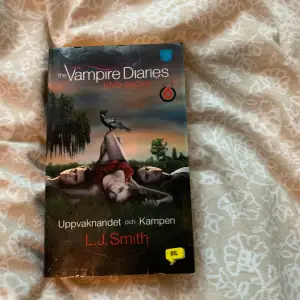 the Vampire Diaries
Uppvaknandet och Kampen
L.J. Smith